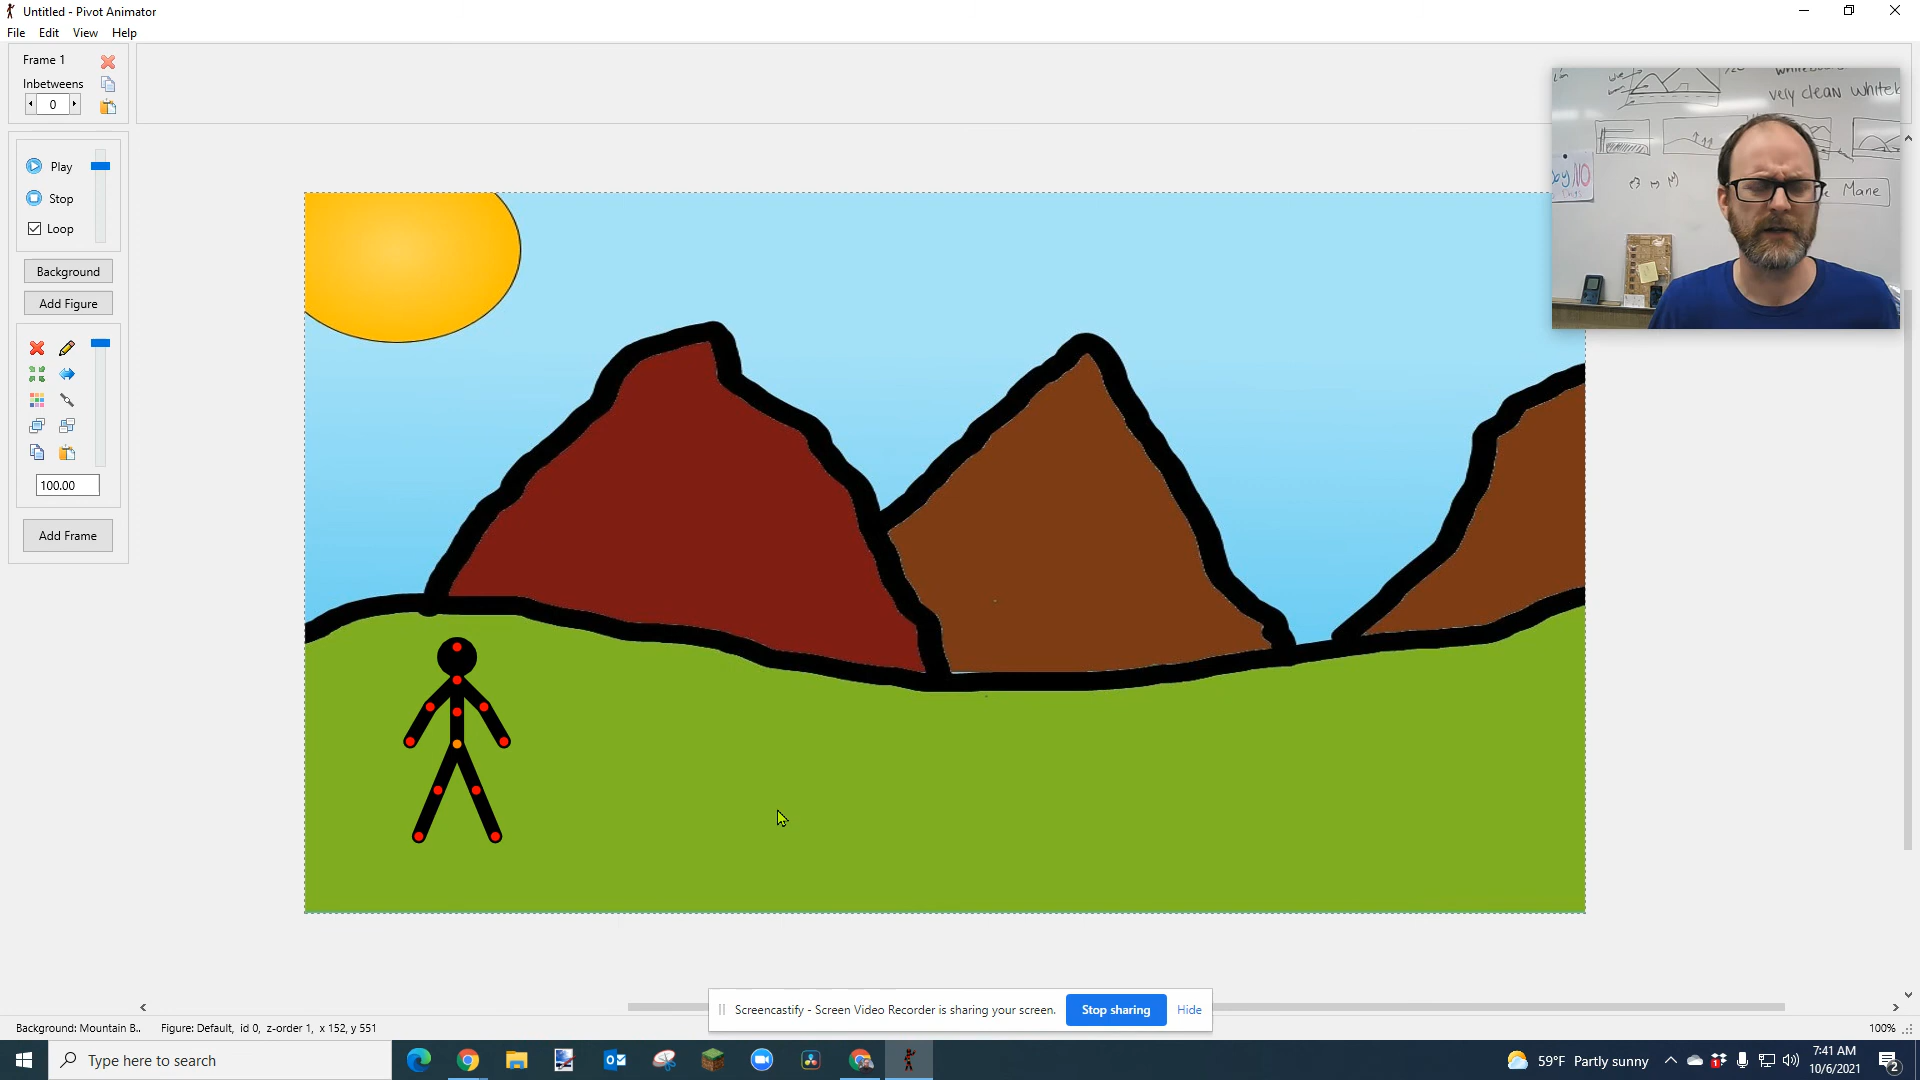 Untitled - Pivot Animator
File Edit View Help
Frame 1
Inbetweens
0
Play
Stop
Loop
Background
Add Figure
100.00
Add Frame
very clean
NO
Mane
Screencastify - Screen Video Recorder is sharing your screen.
Stop sharing
Hide
Background: Mountain B.. Figure: Default, id 0, z-order 1, x 152, y 551
100%
Type here to search
59°F Partly sunny
1
7:41 AM
10/6/2021
2